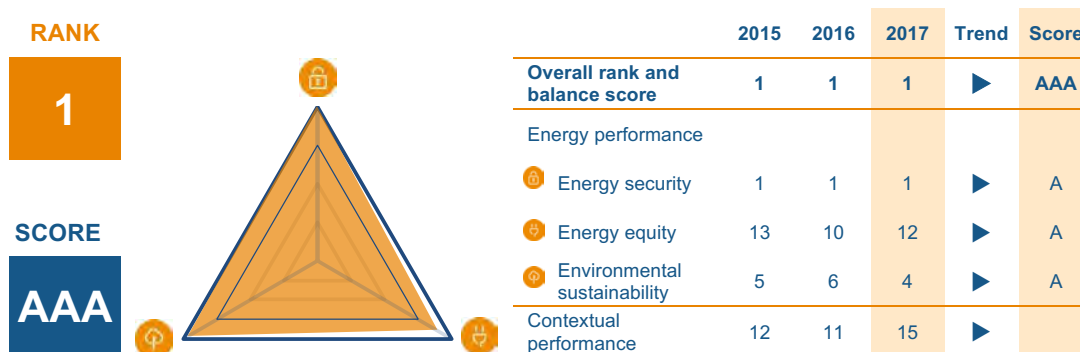 RANK
1
SCORE
AAA
2015 2016 2017 Trend Score
Overall rank and
balance score 1 1 1 AAA
Energy performance
Energy security 1 1 1 A
Energy equity 13 10 12 A
Environmental
sustainability 5 6 4 A
Contextual
performance 12 11 15